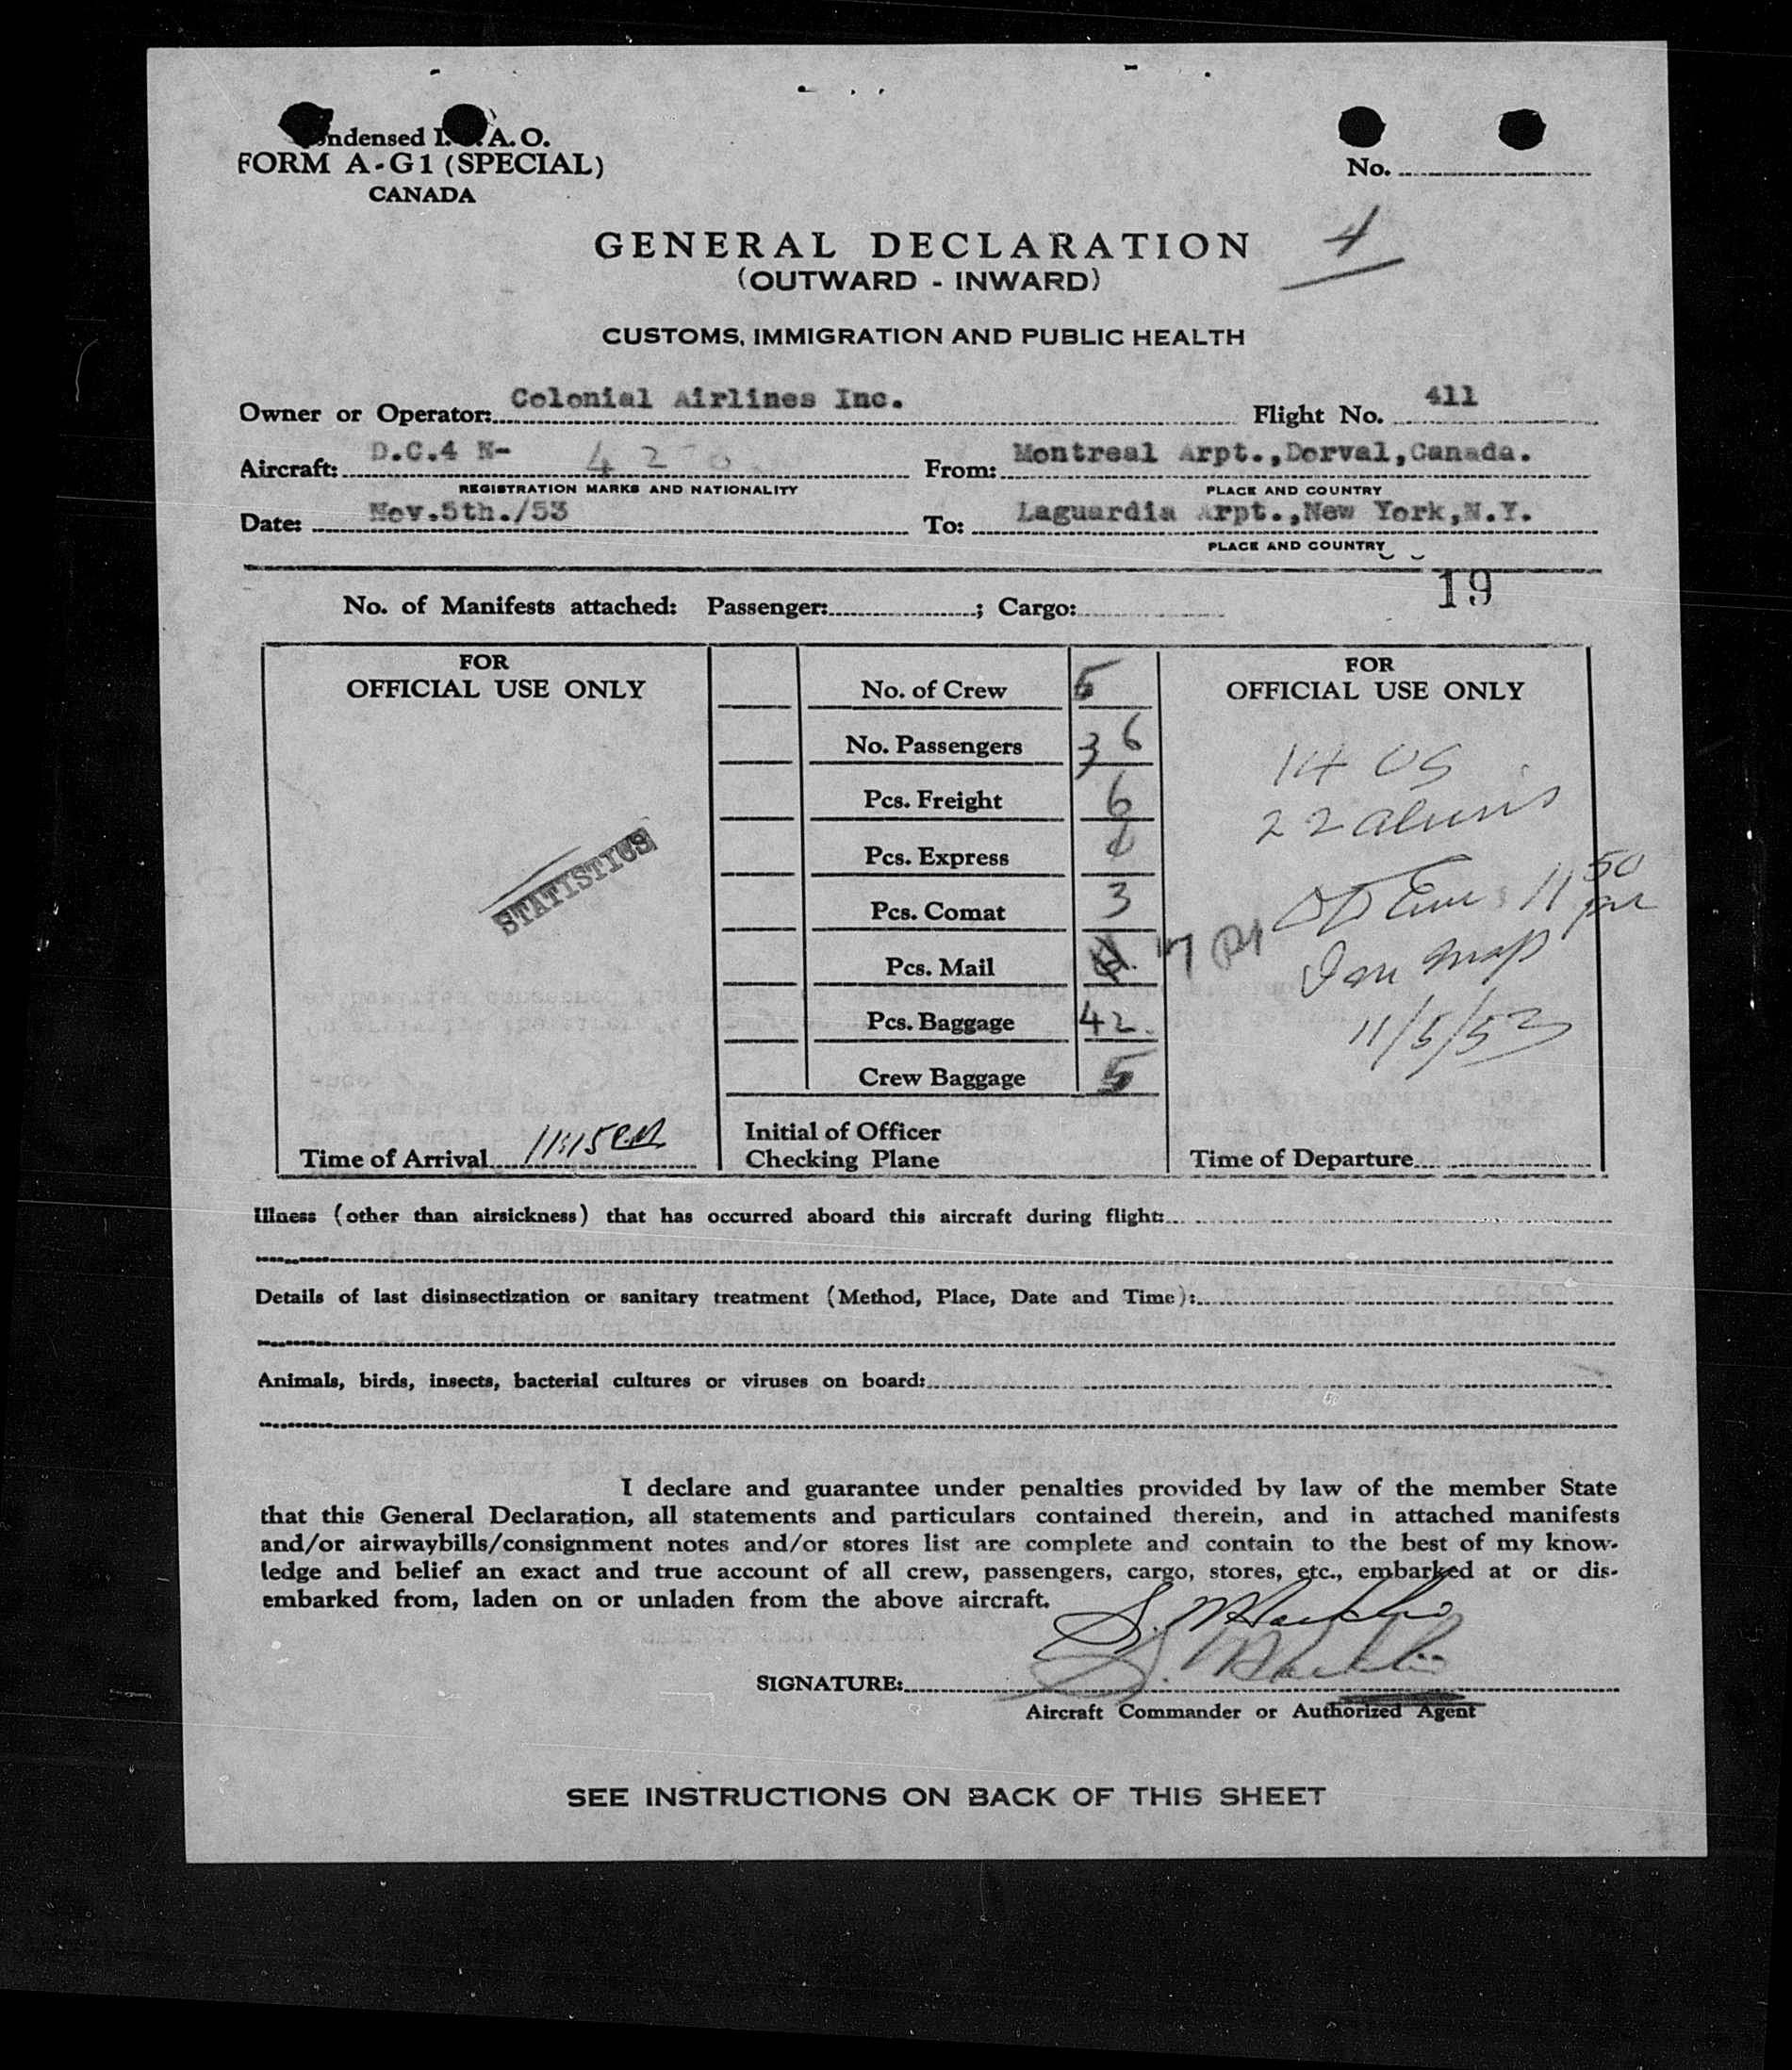 ondensed I. A. O.
FORM A-G1 (SPECIAL)
CANADA
No.
4
GENERAL DECLARATION
(OUTWARD - INWARD)
CUSTOMS, IMMIGRATION AND PUBLIC HEALTH
Owner or Operator: Colonial Airlines Inc. Flight No. 411
Aircraft: D.C.4 N- 42 From: Montreal Arpt.,Dorval,Canada.
REGISTRATION MARKS AND NATIONALITY PLACE AND COUNTRY
Date: Nov.5th./53 To: Laguardia Arpt.,New York,N.Y.
PLACE AND COUNTRY
19
No. of Manifests attached: Passenger: ; Cargo:
FOR
OFFICIAL USE ONLY
STATISTICS
Time of Arrival 11:15 P.M
No. of Crew 5
No. Passengers 36
Pcs. Freight 6
Pcs. Express
Pcs. Comat 3
Pcs. Mail 17
Pcs. Baggage 42
Crew Baggage 5
Initial of Officer
Checking Plane
FOR
OFFICIAL USE ONLY
14 US
22 aliens
11 50
Imm Insp
11/5/53
Time of Departure
Illness (other than airsickness) that has occurred aboard this aircraft during flight:
Details of last disinsectization or sanitary treatment (Method, Place, Date and Time):
Animals, birds, insects, bacterial cultures or viruses on board:
I declare and guarantee under penalties provided by law of the member State
that this General Declaration, all statements and particulars contained therein, and in attached manifests
and/or airwaybills/consignment notes and/or stores list are complete and contain to the best of my know-
ledge and belief an exact and true account of all crew, passengers, cargo, stores, etc., embarked at or dis-
embarked from, laden on or unladen from the above aircraft.
SIGNATURE:
Aircraft Commander or Authorized Agent
SEE INSTRUCTIONS ON BACK OF THIS SHEET